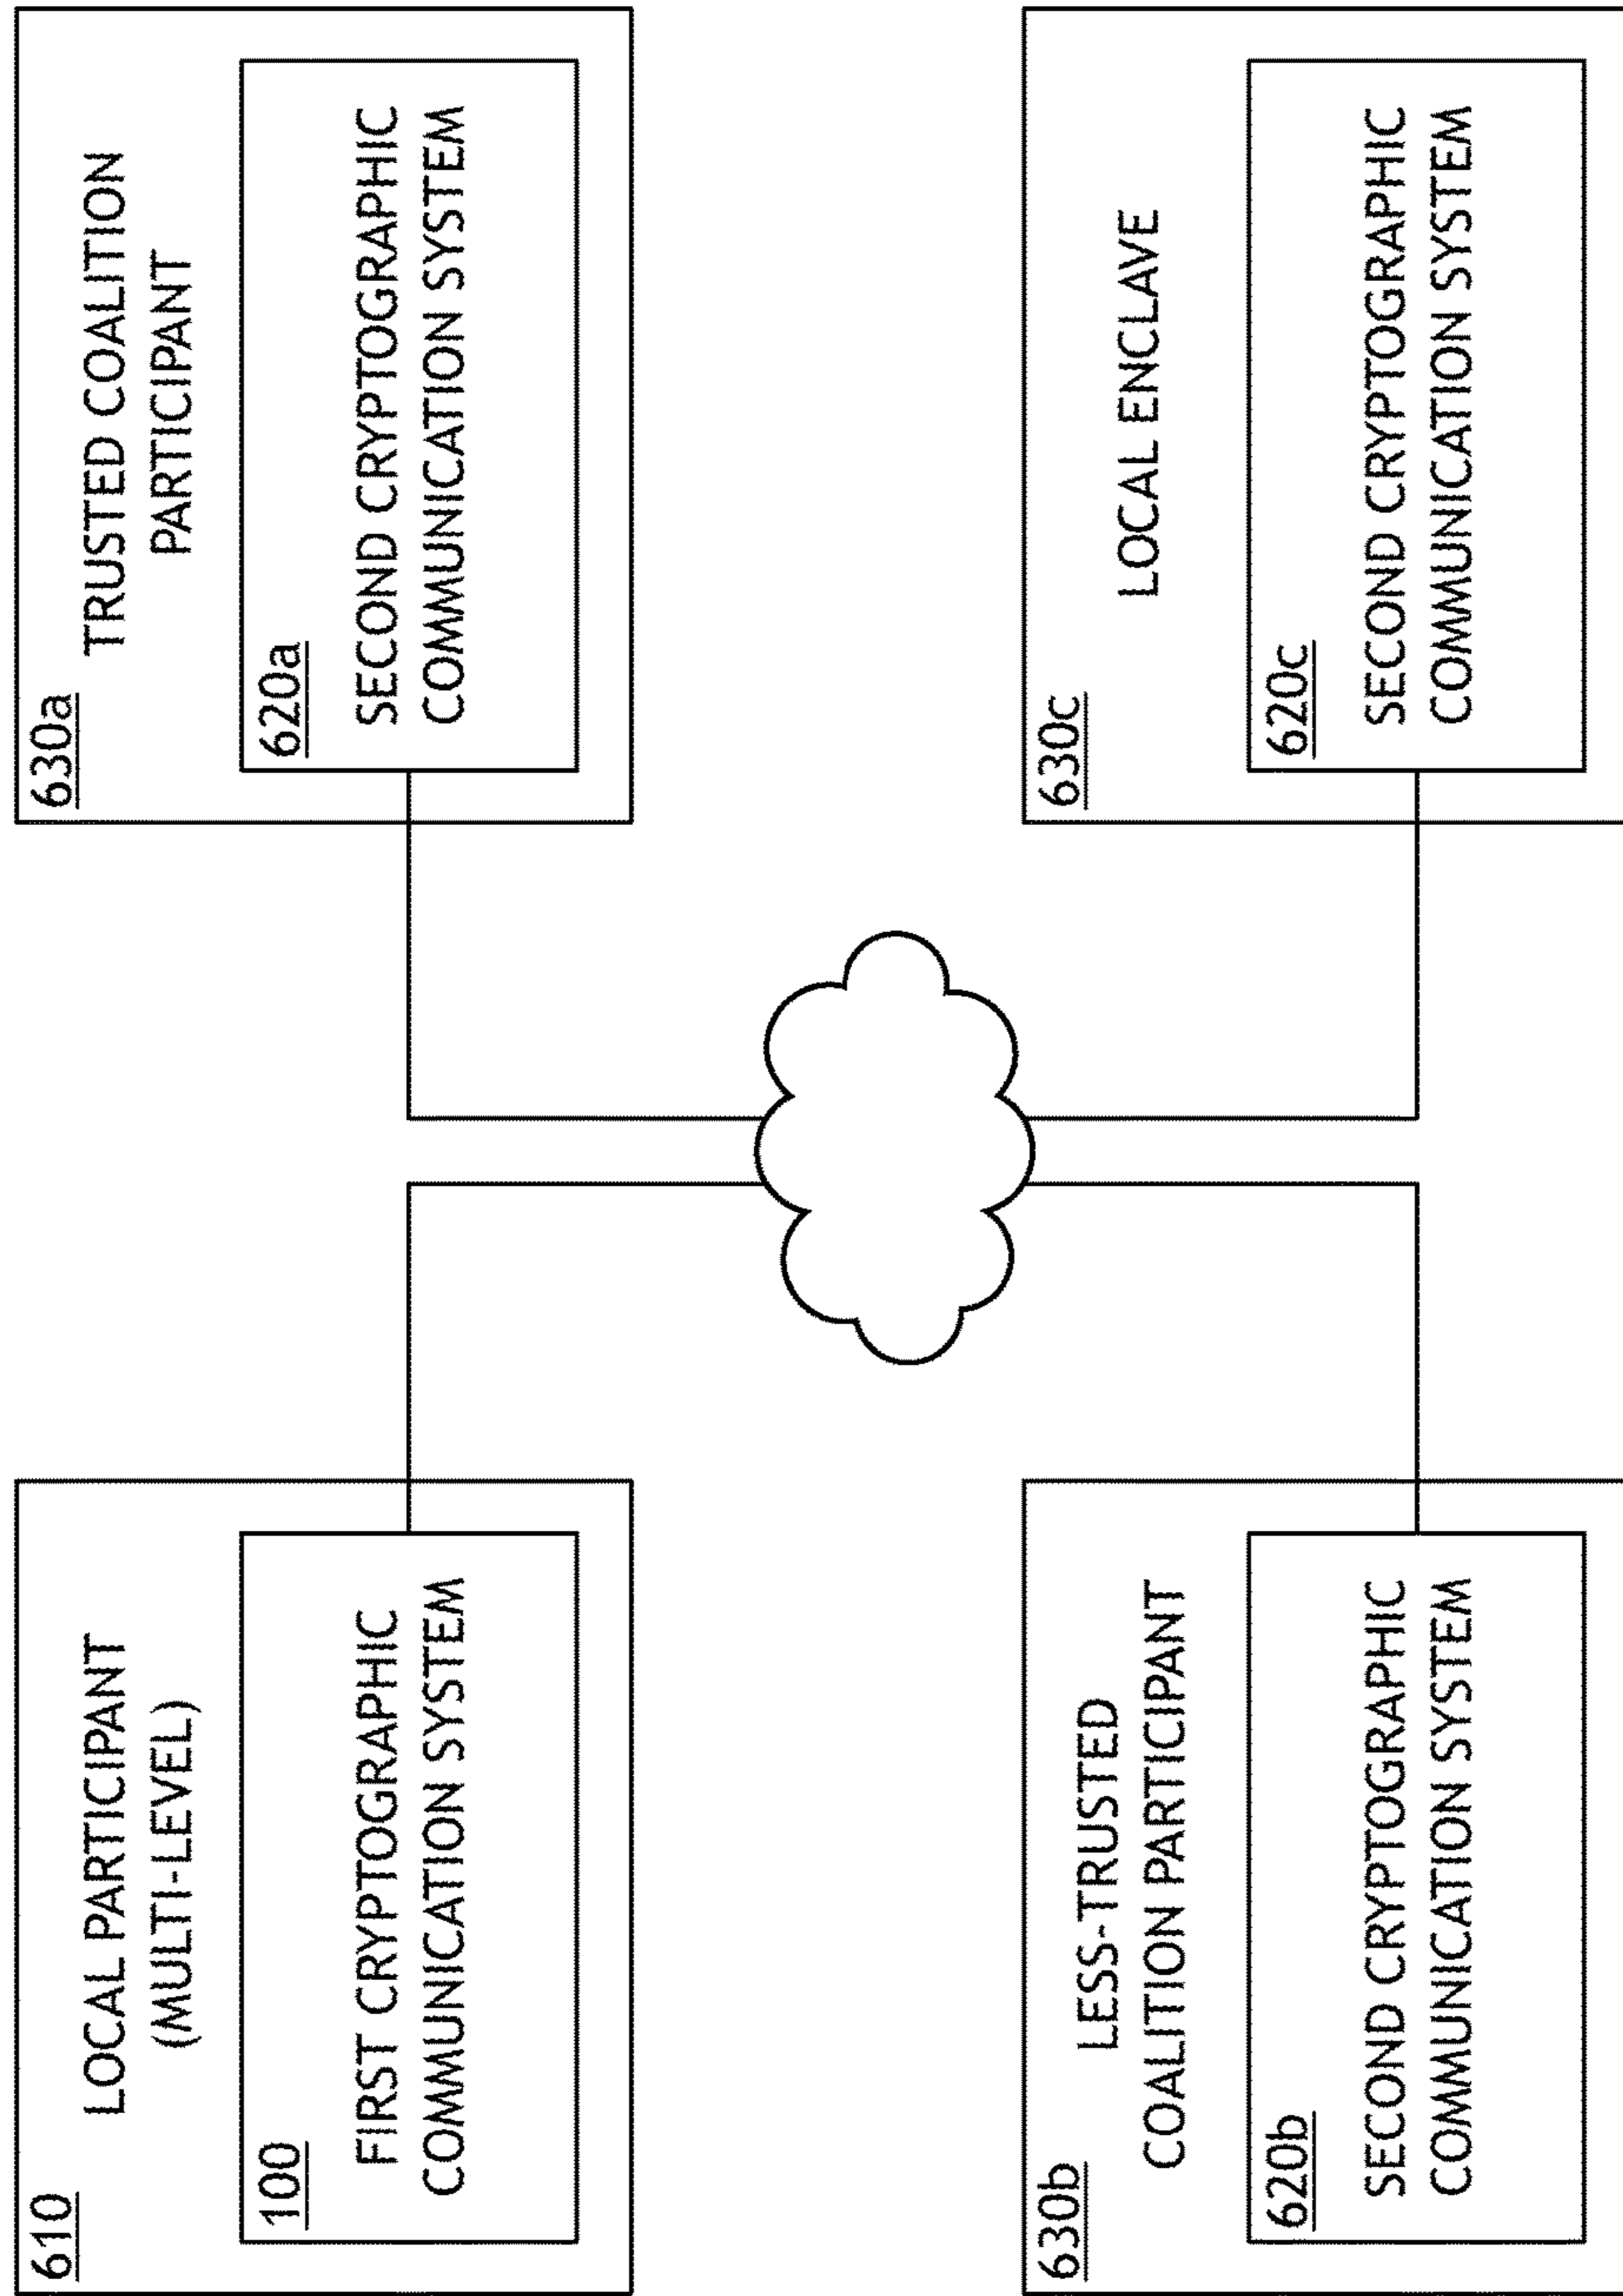 610
LOCAL PARTICIPANT
(MULTI-LEVEL)
100
FIRST CRYPTOGRAPHIC
COMMUNICATION SYSTEM
630a
TRUSTED COALITION
PARTICIPANT
620a
SECOND CRYPTOGRAPHIC
COMMUNICATION SYSTEM
630b
LESS-TRUSTED
COALITION PARTICIPANT
620b
SECOND CRYPTOGRAPHIC
COMMUNICATION SYSTEM
630c
LOCAL ENCLAVE
620c
SECOND CRYPTOGRAPHIC
COMMUNICATION SYSTEM